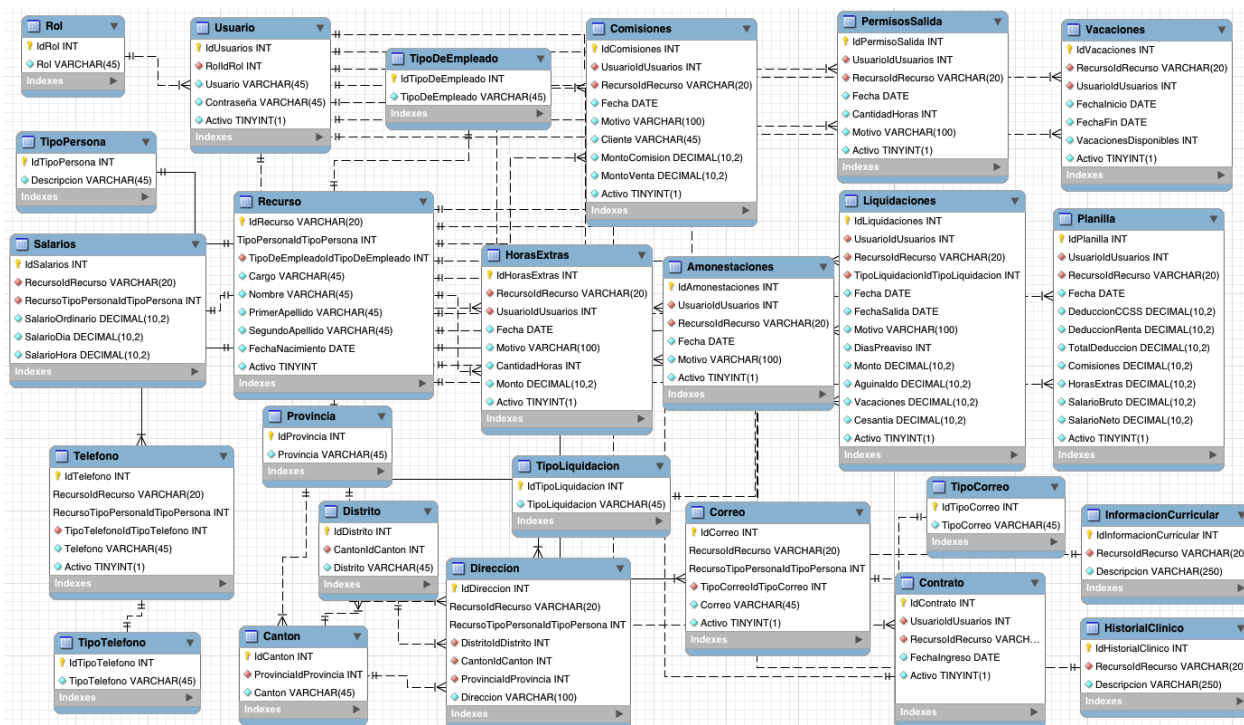 Rol
IdRol INT
Rol VARCHAR(45)
Indexes
Usuario
IdUsuarios INT
RolIdRol INT
Usuario VARCHAR(45)
Contraseña VARCHAR(45)
Activo TINYINT(1)
Indexes
TipoDeEmpleado
IdTipoDeEmpleado INT
TipoDeEmpleado VARCHAR(45)
Indexes
Comisiones
IdComisiones INT
UsuarioIdUsuarios INT
RecursoIdRecurso VARCHAR(20)
Fecha DATE
Motivo VARCHAR(100)
Cliente VARCHAR(45)
MontoComision DECIMAL(10,2)
MontoVenta DECIMAL(10,2)
Activo TINYINT(1)
Indexes
PermisosSalida
IdPermisoSalida INT
UsuarioIdUsuarios INT
RecursoIdRecurso VARCHAR(20)
Fecha DATE
CantidadHoras INT
Motivo VARCHAR(100)
Activo TINYINT(1)
Indexes
Vacaciones
IdVacaciones INT
RecursoIdRecurso VARCHAR(20)
UsuarioIdUsuarios INT
FechaInicio DATE
FechaFin DATE
VacacionesDisponibles INT
Activo TINYINT(1)
Indexes
TipoPersona
IdTipoPersona INT
Descripcion VARCHAR(45)
Indexes
Recurso
IdRecurso VARCHAR(20)
TipoPersonaIdTipoPersona INT
TipoDeEmpleadoIdTipoDeEmpleado INT
Cargo VARCHAR(45)
Nombre VARCHAR(45)
PrimerApellido VARCHAR(45)
SegundoApellido VARCHAR(45)
FechaNacimiento DATE
Activo TINYINT
Indexes
Salarios
IdSalarios INT
RecursoIdRecurso VARCHAR(20)
RecursoTipoPersonaIdTipoPersona INT
SalarioOrdinario DECIMAL(10,2)
SalarioDia DECIMAL(10,2)
SalarioHora DECIMAL(10,2)
Indexes
HorasExtras
IdHorasExtras INT
RecursoIdRecurso VARCHAR(20)
UsuarioIdUsuarios INT
Fecha DATE
Motivo VARCHAR(100)
CantidadHoras INT
Monto DECIMAL(10,2)
Activo TINYINT(1)
Indexes
Amonestaciones
IdAmonestaciones INT
UsuarioIdUsuarios INT
RecursoIdRecurso VARCHAR(20)
Fecha DATE
Motivo VARCHAR(100)
Activo TINYINT(1)
Indexes
Liquidaciones
IdLiquidaciones INT
UsuarioIdUsuarios INT
RecursoIdRecurso VARCHAR(20)
TipoLiquidacionIdTipoLiquidacion INT
Fecha DATE
FechaSalida DATE
Motivo VARCHAR(100)
DiasPreaviso INT
Monto DECIMAL(10,2)
Aguinaldo DECIMAL(10,2)
Vacaciones DECIMAL(10,2)
Cesantia DECIMAL(10,2)
Activo TINYINT(1)
Indexes
Planilla
IdPlanilla INT
UsuarioIdUsuarios INT
RecursoIdRecurso VARCHAR(20)
Fecha DATE
DeduccionCCSS DECIMAL(10,2)
DeduccionRenta DECIMAL(10,2)
TotalDeduccion DECIMAL(10,2)
Comisiones DECIMAL(10,2)
HorasExtras DECIMAL(10,2)
SalarioBruto DECIMAL(10,2)
SalarioNeto DECIMAL(10,2)
Activo TINYINT(1)
Indexes
Provincia
IdProvincia INT
Provincia VARCHAR(45)
Indexes
Telefono
IdTelefono INT
RecursoIdRecurso VARCHAR(20)
RecursoTipoPersonaIdTipoPersona INT
TipoTelefonoIdTipoTelefono INT
Telefono VARCHAR(45)
Activo TINYINT(1)
Indexes
TipoLiquidacion
IdTipoLiquidacion INT
TipoLiquidacion VARCHAR(45)
Indexes
Distrito
IdDistrito INT
CantonIdCanton INT
Distrito VARCHAR(45)
Indexes
Correo
IdCorreo INT
RecursoIdRecurso VARCHAR(20)
RecursoTipoPersonaIdTipoPersona INT
TipoCorreoIdTipoCorreo INT
Correo VARCHAR(45)
Activo TINYINT(1)
Indexes
TipoCorreo
IdTipoCorreo INT
TipoCorreo VARCHAR(45)
Indexes
InformacionCurricular
IdInformacionCurricular INT
RecursoIdRecurso VARCHAR(20
Descripcion VARCHAR(250)
Indexes
Direccion
IdDireccion INT
RecursoIdRecurso VARCHAR(20)
RecursoTipoPersonaIdTipoPersona INT
DistritoIdDistrito INT
CantonIdCanton INT
ProvinciaIdProvincia INT
Direccion VARCHAR(100)
Indexes
Contrato
IdContrato INT
UsuarioIdUsuarios INT
RecursoIdRecurso VARCH...
FechaIngreso DATE
Activo TINYINT(1)
Indexes
TipoTelefono
IdTipoTelefono INT
TipoTelefono VARCHAR(45)
Indexes
Canton
IdCanton INT
ProvinciaIdProvincia INT
Canton VARCHAR(45)
Indexes
HistorialClinico
IdHistorialClinico INT
RecursoIdRecurso VARCHAR(20)
Descripcion VARCHAR(250)
Indexes